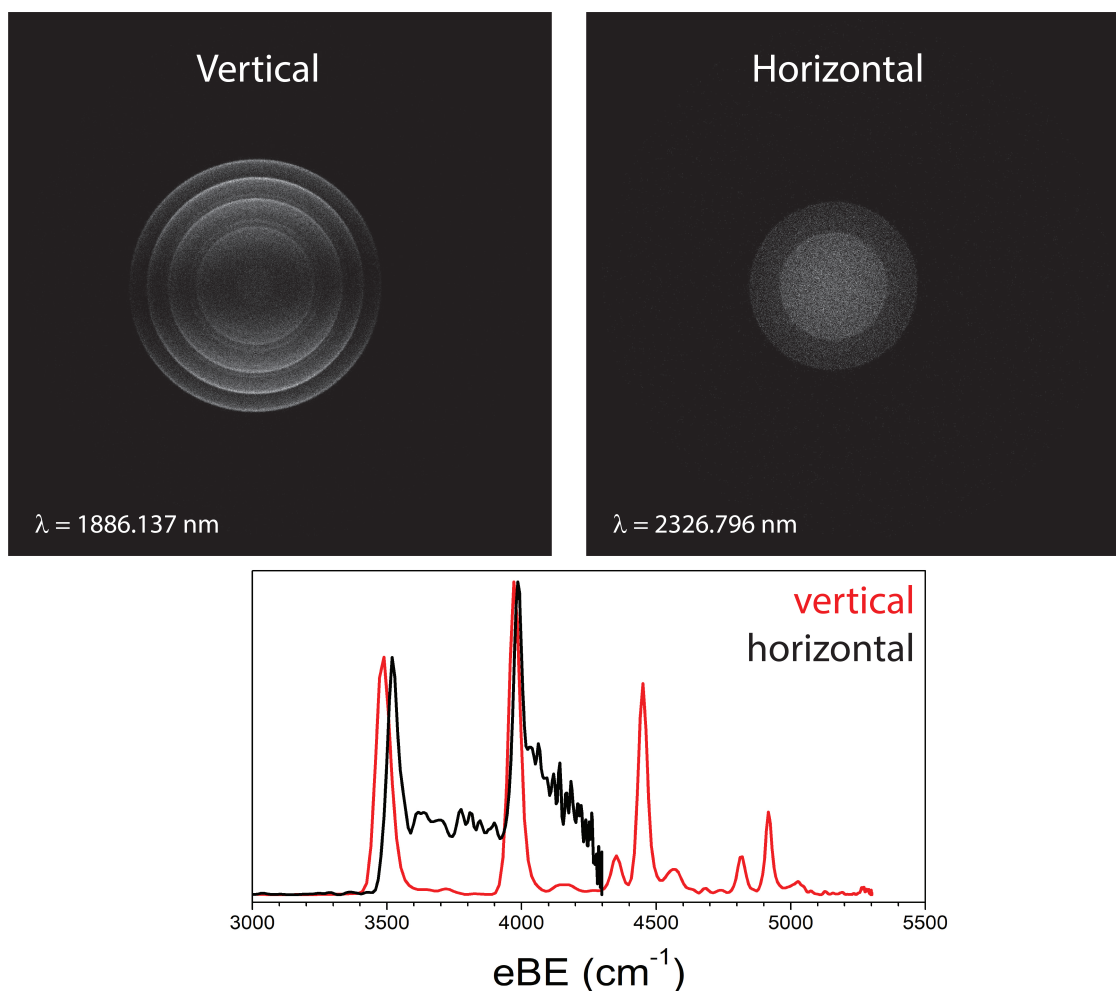 Vertical
Horizontal
λ = 1886.137 nm
λ = 2326.796 nm
vertical
horizontal
3000 3500 4000 4500 5000 5500
eBE (cm⁻¹)